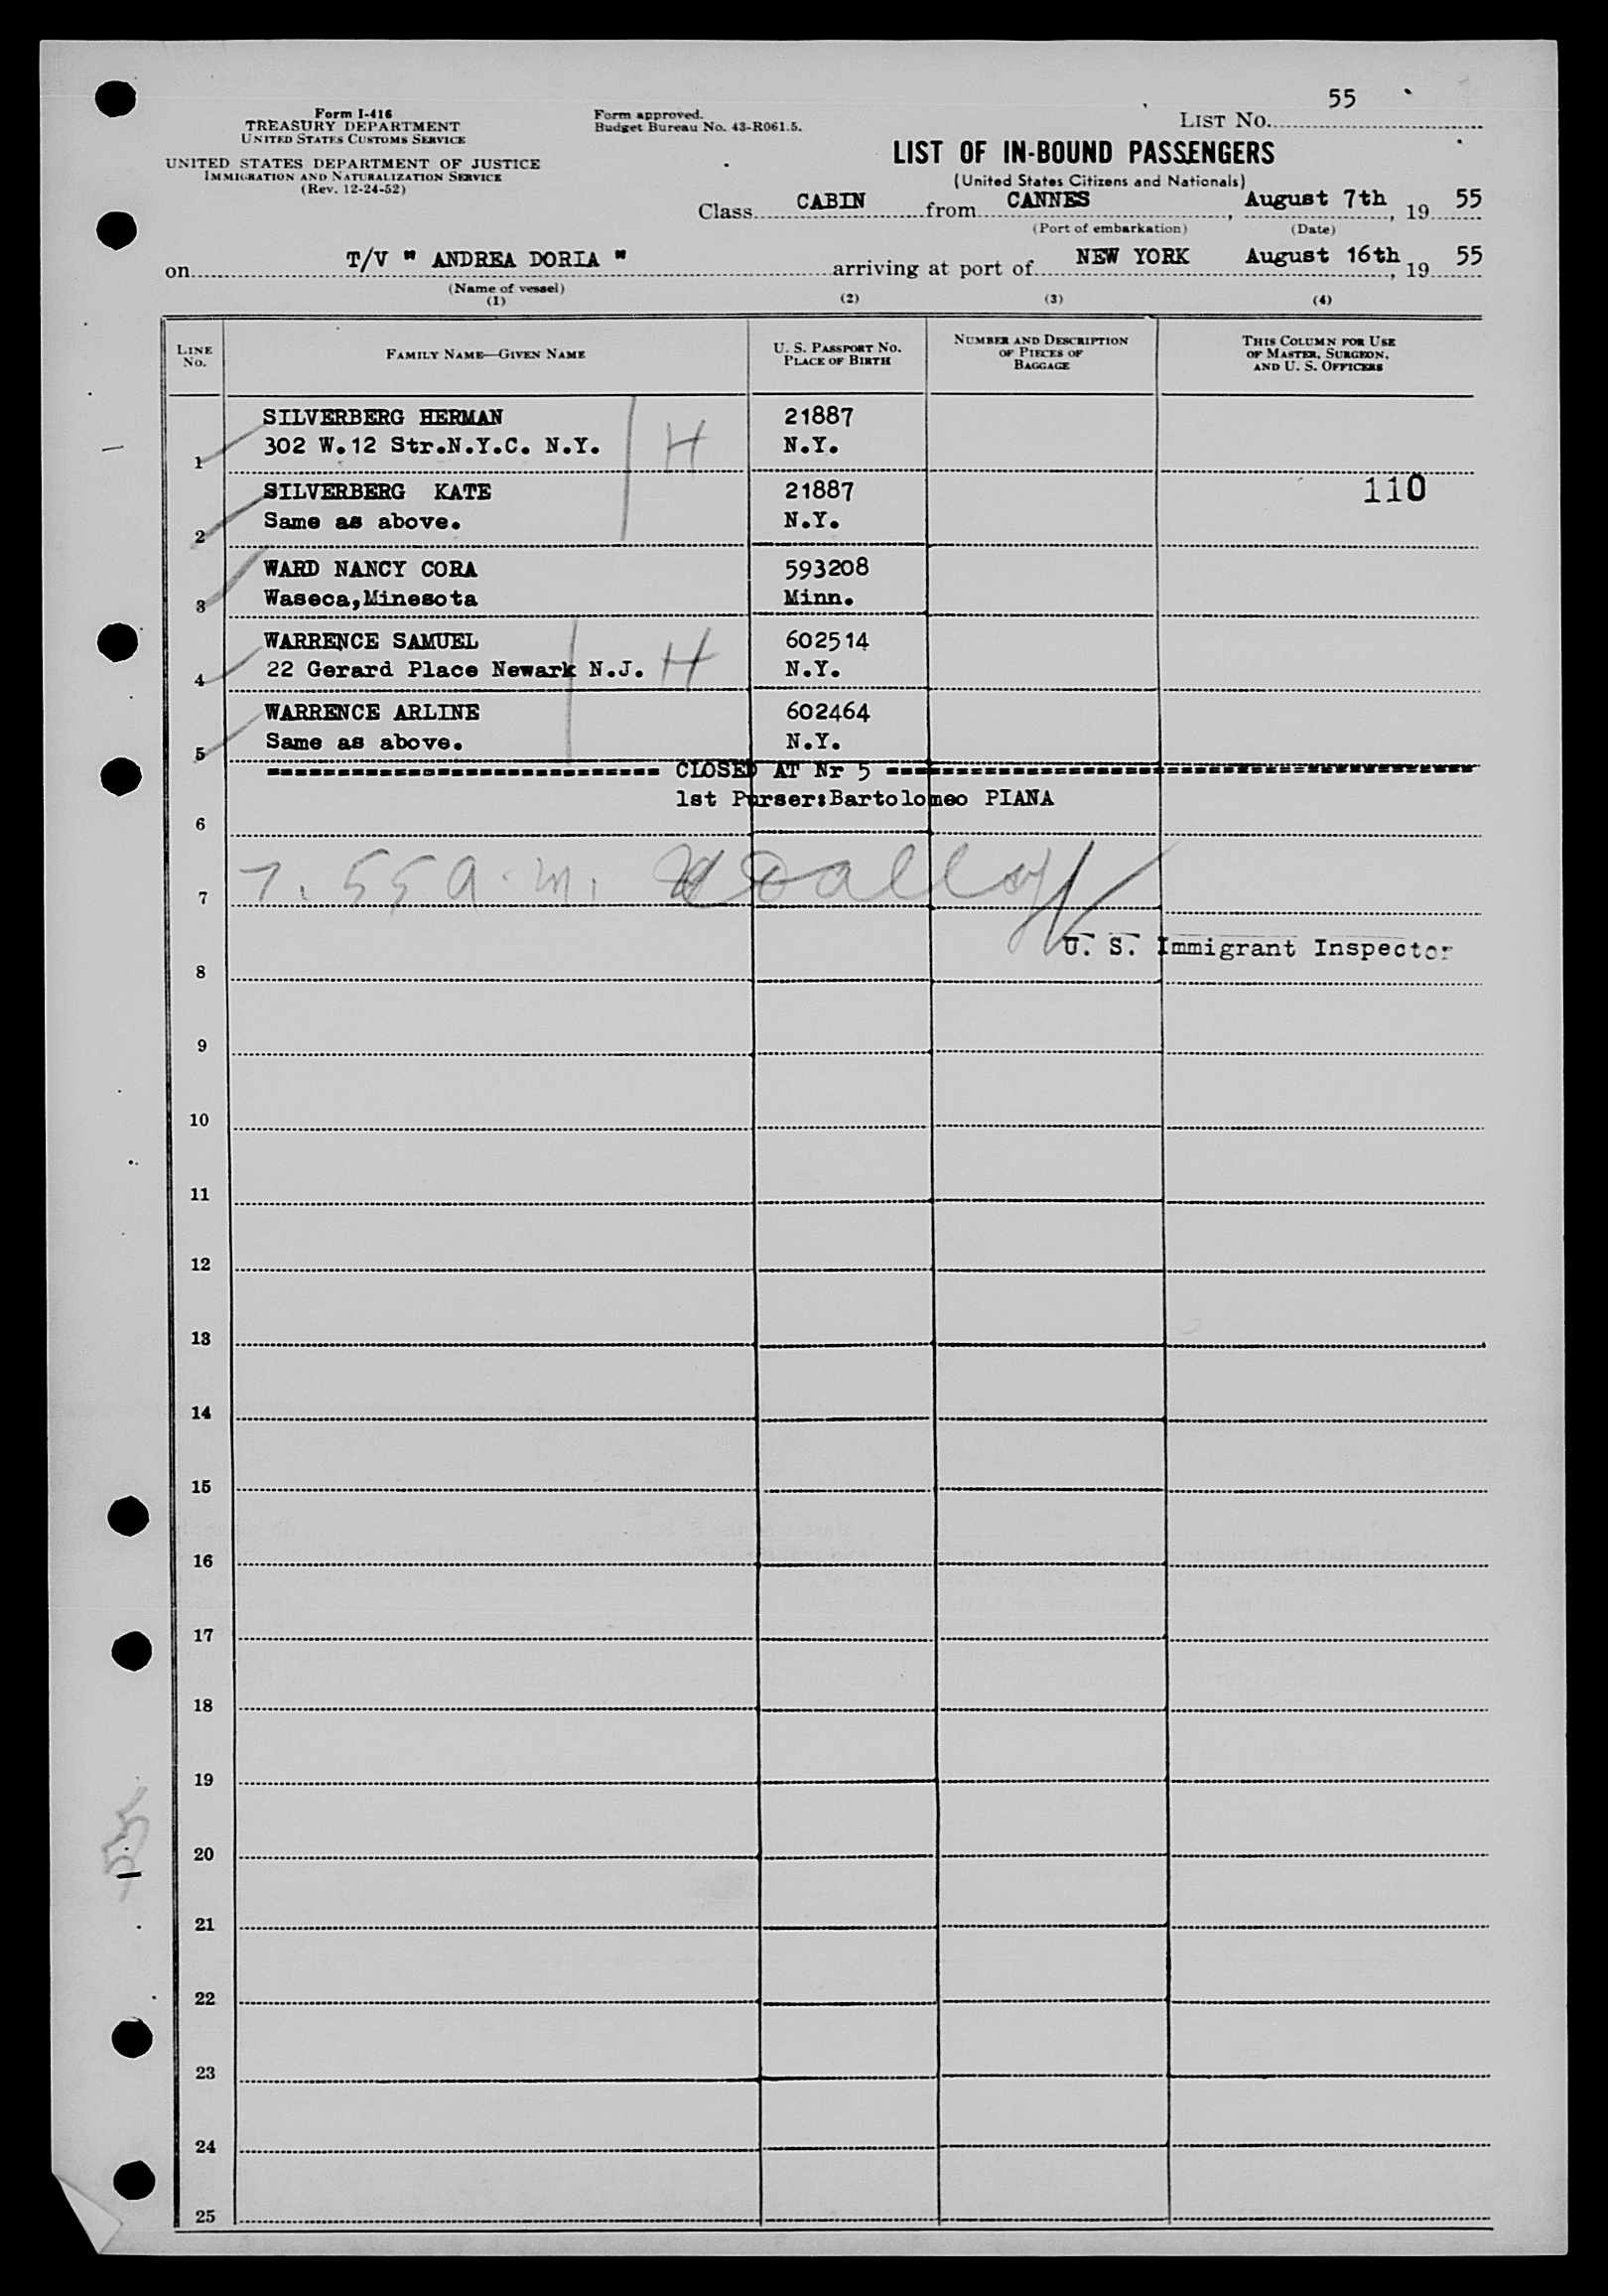 55
LIST NO.
Form I-416
TREASURY DEPARTMENT
UNITED STATES CUSTOMS SERVICE
UNITED STATES DEPARTMENT OF JUSTICE
IMMIGRATION AND NATURALIZATION SERVICE
(Rev. 12-24-52)
Form approved.
Budget Bureau No. 43-R061.5.
LIST OF IN-BOUND PASSENGERS
(United States Citizens and Nationals)
Class CABIN from CANNES, August 7th, 19 55
(Port of embarkation) (Date)
on T/V " ANDREA DORIA " arriving at port of NEW YORK August 16th, 19 55
(Name of vessel)
(1) (2) (3) (4)
LINE NO. FAMILY NAME—GIVEN NAME U. S. PASSPORT NO. PLACE OF BIRTH NUMBER AND DESCRIPTION OF PIECES OF BAGGAGE THIS COLUMN FOR USE OF MASTER, SURGEON, AND U. S. OFFICERS
SILVERBERG HERMAN 21887
1 302 W.12 Str.N.Y.C. N.Y. H N.Y.
SILVERBERG KATE 21887 110
2 Same as above. N.Y.
WARD NANCY CORA 593208
3 Waseca,Minesota Minn.
WARRENCE SAMUEL 602514
4 22 Gerard Place Newark N.J. H N.Y.
WARRENCE ARLINE 602464
5 Same as above. N.Y.
CLOSED AT Nr 5
1st Purser:Bartolomeo PIANA
6
7 7.55 a.m.
U. S. Immigrant Inspector
8
9
10
11
12
13
14
15
16
17
18
19
55
20
21
22
23
24
25